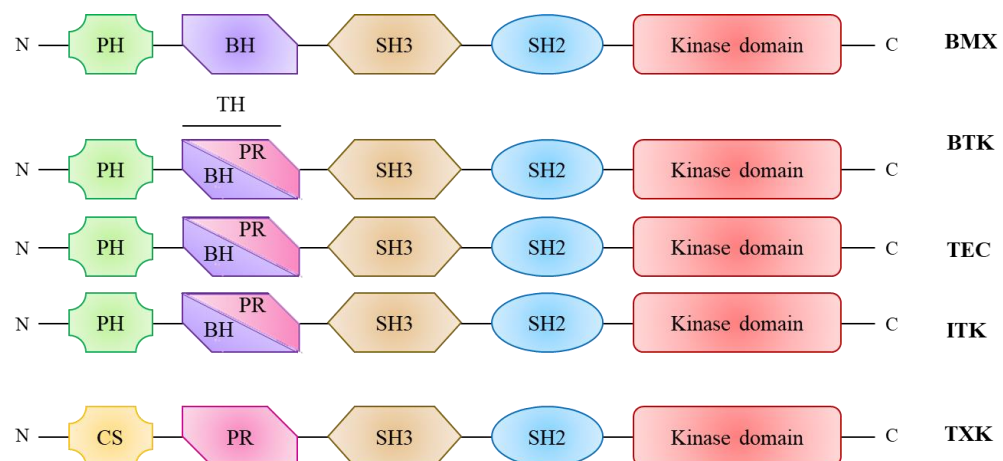 N PH BH SH3 SH2 Kinase domain C BMX
TH
N PH BH PR SH3 SH2 Kinase domain C BTK
N PH BH PR SH3 SH2 Kinase domain C TEC
N PH BH PR SH3 SH2 Kinase domain C ITK
N CS PR SH3 SH2 Kinase domain C TXK